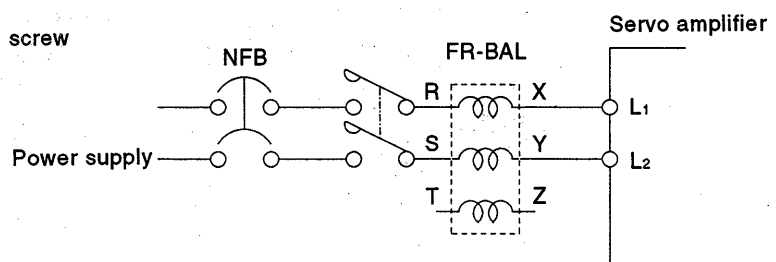 Servo amplifier
screw
NFB
FR-BAL
R X L1
Power supply S Y L2
T Z